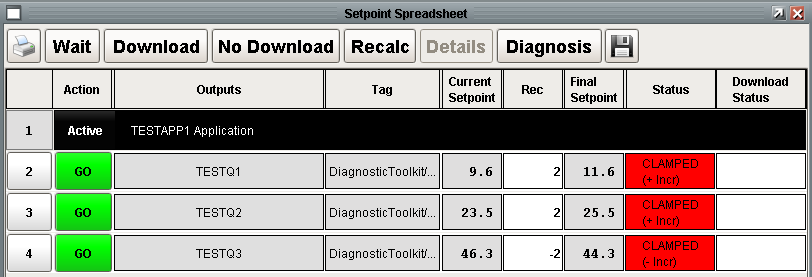 Setpoint Spreadsheet
Wait Download No Download Recalc Details Diagnosis
Action Outputs Tag Current Setpoint Rec Final Setpoint Status Download Status
1 Active TESTAPP1 Application
2 GO TESTQ1 DiagnosticToolkit/... 9.6 2 11.6 CLAMPED (+ Incr)
3 GO TESTQ2 DiagnosticToolkit/... 23.5 2 25.5 CLAMPED (+ Incr)
4 GO TESTQ3 DiagnosticToolkit/... 46.3 -2 44.3 CLAMPED (- Incr)